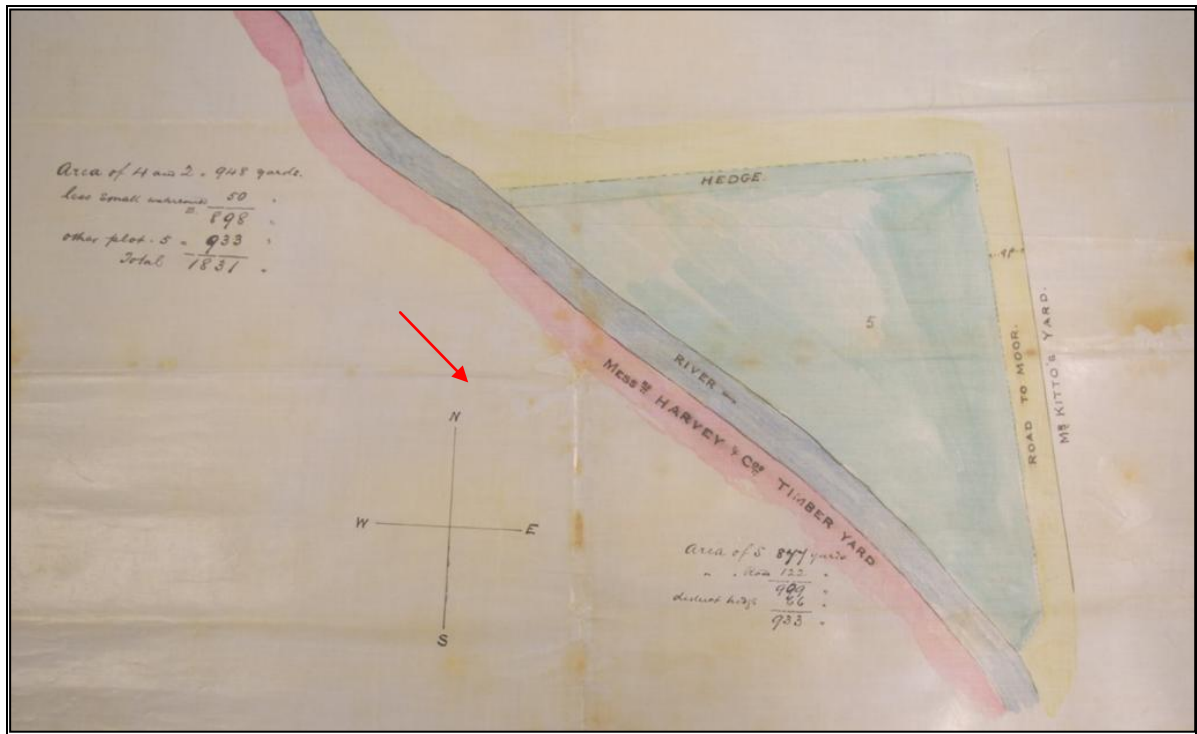 Area of 4 and 2 = 948 yards.
less small 50 "
898 "
other plot - 5 = 933 "
Total 1831 "
HEDGE.
5
ROAD TO MOOR.
MR KITTO'S YARD.
RIVER
MESSRS HARVEY & COS TIMBER YARD
N
W E
S
Area of 5 877 yards
" " 122 "
999 "
deduct hedge 66 "
933 "